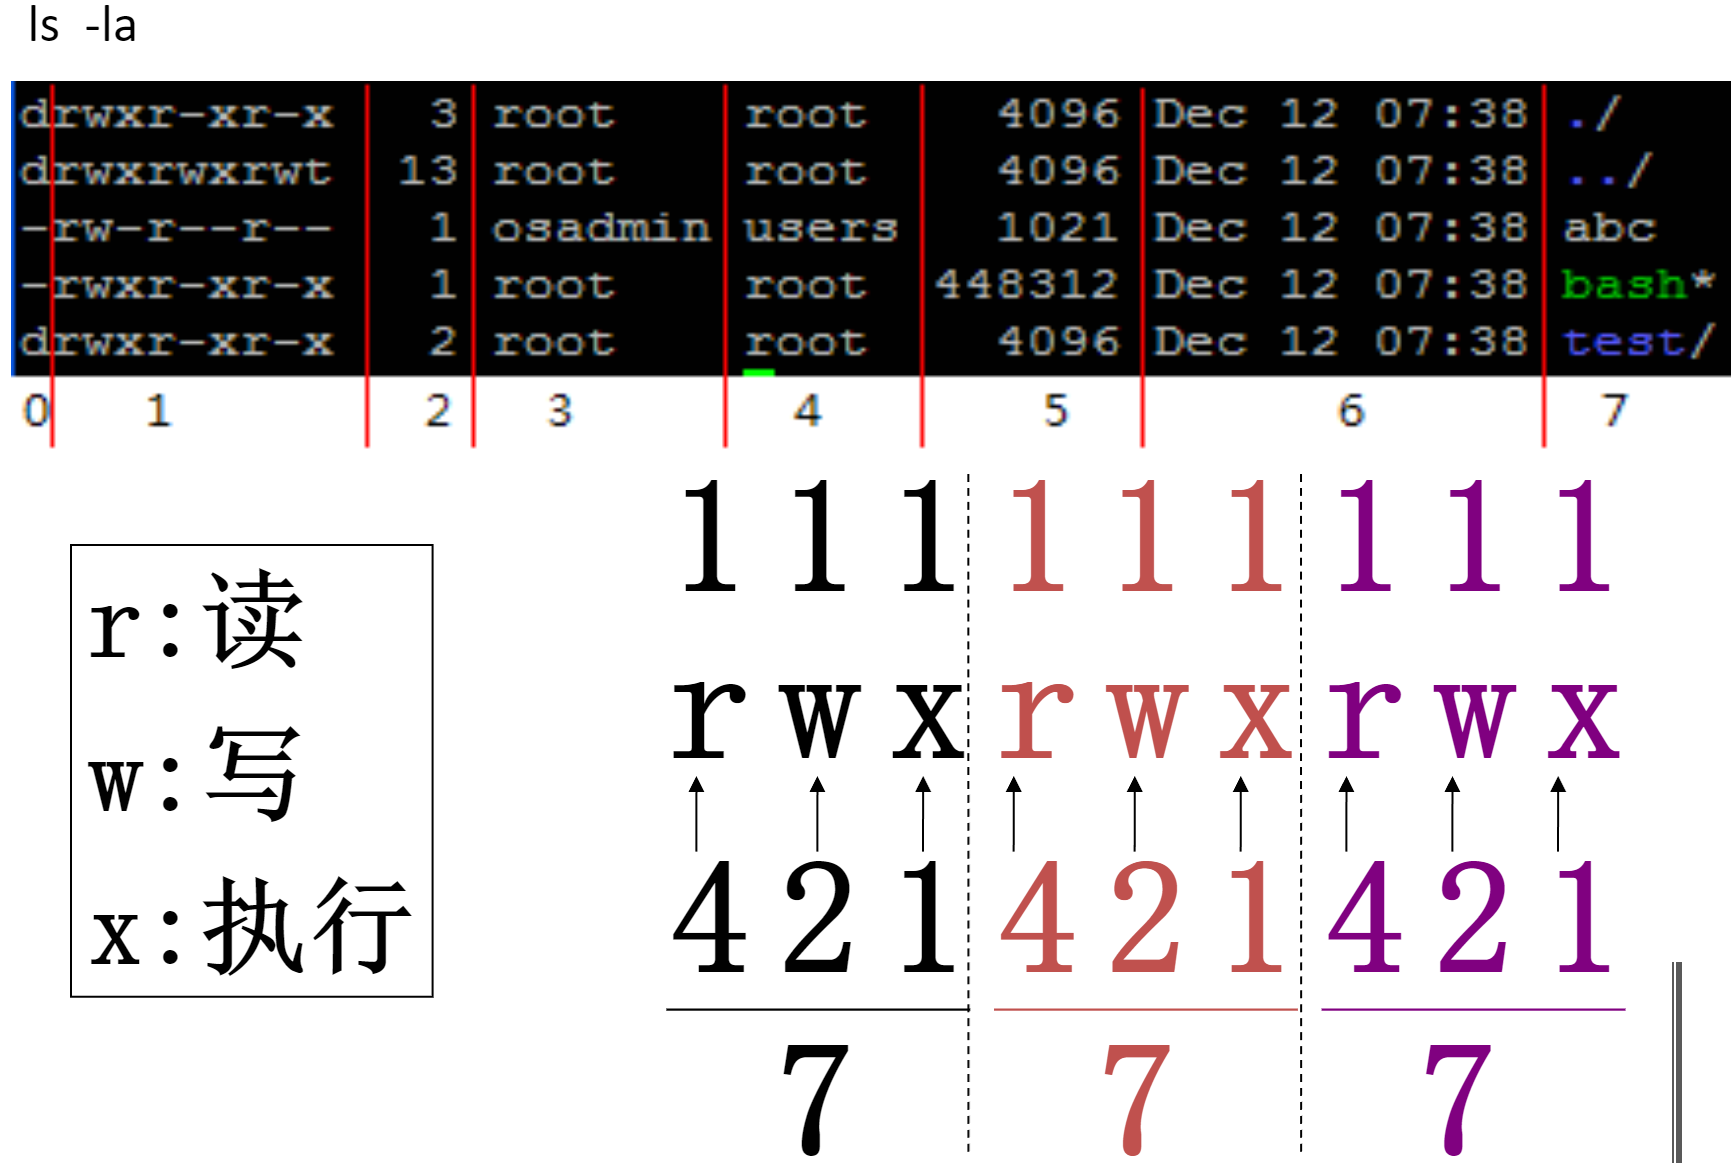 ls -la
drwxr-xr-x 3 root root 4096 Dec 12 07:38 ./
drwxrwxrwt 13 root root 4096 Dec 12 07:38 ../
-rw-r--r-- 1 osadmin users 1021 Dec 12 07:38 abc
-rwxr-xr-x 1 root root 448312 Dec 12 07:38 bash*
drwxr-xr-x 2 root root 4096 Dec 12 07:38 test/
0 1 2 3 4 5 6 7
r:读
w:写
x:执行
1 1 1 1 1 1 1 1 1
r w x r w x r w x
4 2 1 4 2 1 4 2 1
7 7 7